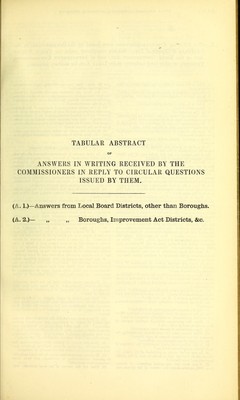 TABULAR ABSTRACT
OF
ANSWERS IN WRITING RECEIVED BY THE
COMMISSIONERS IN REPLY TO CIRCULAR QUESTIONS
ISSUED BY THEM.
(A. 1.)—Answers from Local Board Districts, other than Boroughs.
(A. 2.)— „ „ Boroughs, Improvement Act Districts, &c.